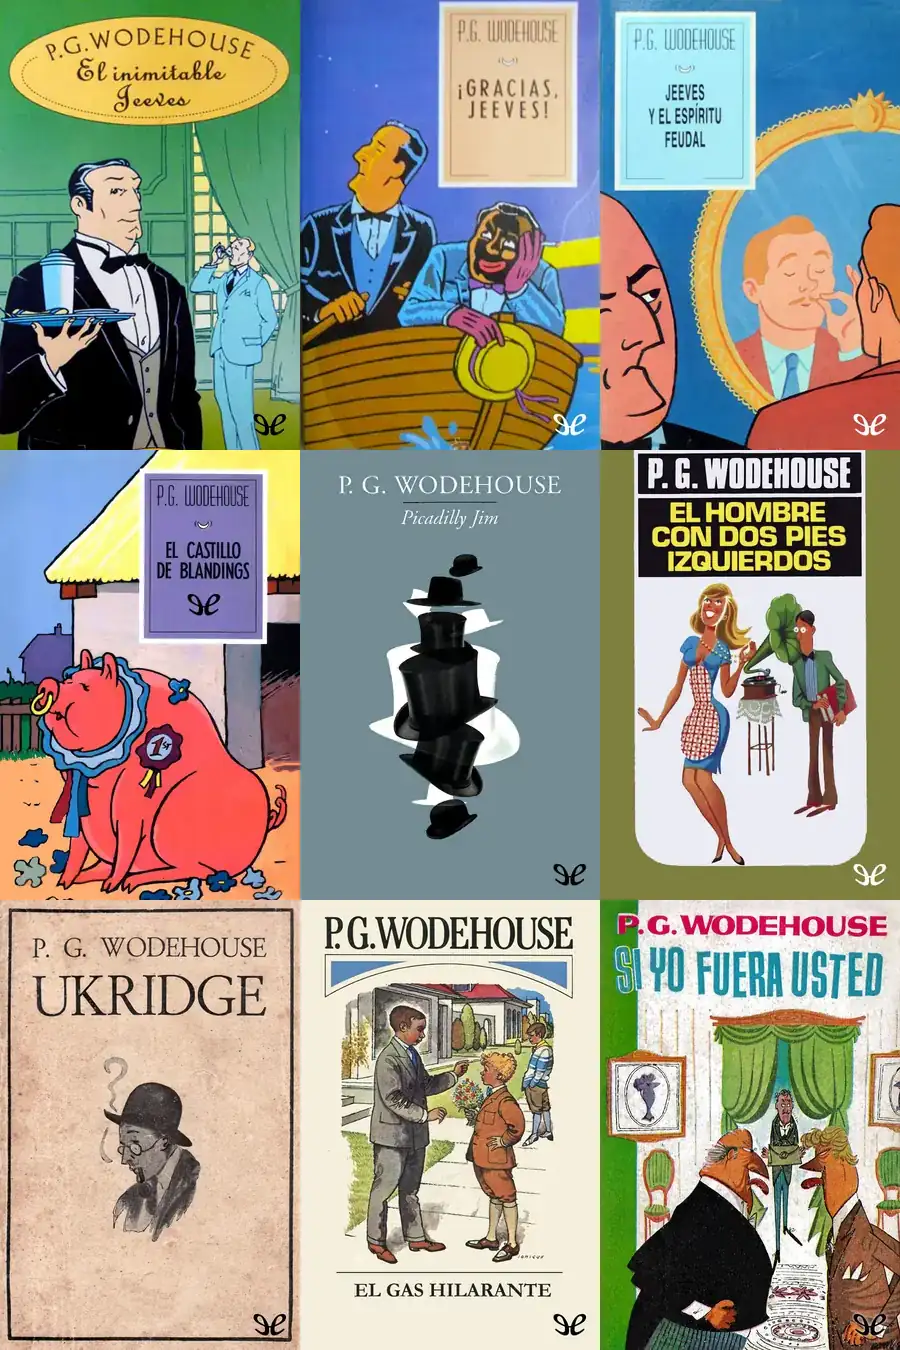 P.G. WODEHOUSE
El inimitable
Jeeves
P.G. WODEHOUSE
¡GRACIAS,
JEEVES!
P.G. WODEHOUSE
JEEVES
Y EL ESPÍRITU
FEUDAL
P.G. WODEHOUSE
EL CASTILLO
DE BLANDINGS
1st
P. G. WODEHOUSE
Picadilly Jim
P. G. WODEHOUSE
EL HOMBRE
CON DOS PIES
IZQUIERDOS
P. G. WODEHOUSE
UKRIDGE
P.G.WODEHOUSE
EL GAS HILARANTE
P.G.WODEHOUSE
SI YO FUERA USTED